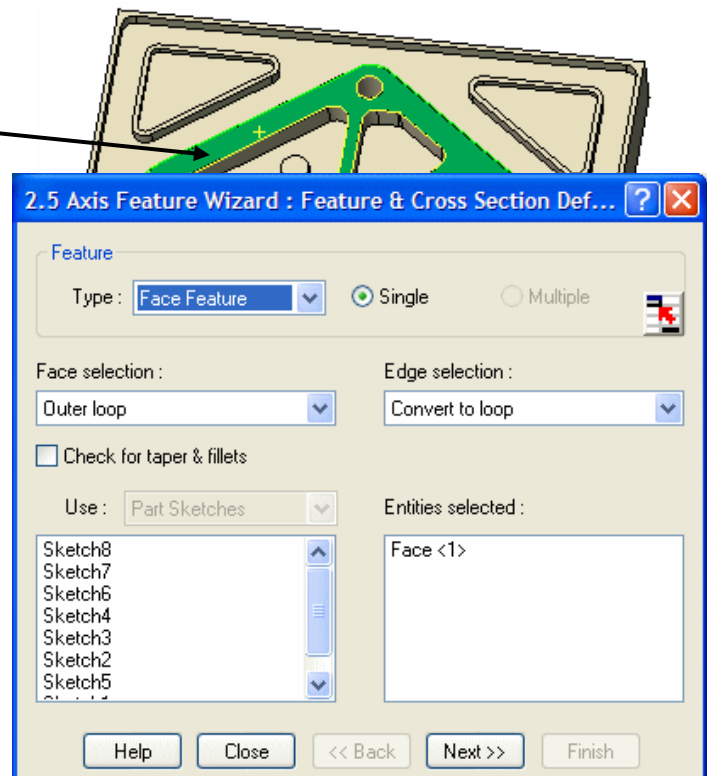 2.5 Axis Feature Wizard : Feature & Cross Section Def...
Feature
Type : Face Feature Single Multiple
Face selection : Edge selection :
Outer loop Convert to loop
Check for taper & fillets
Use : Part Sketches Entities selected :
Sketch8 Face <1>
Sketch7
Sketch6
Sketch4
Sketch3
Sketch2
Sketch5
Help Close << Back Next >> Finish